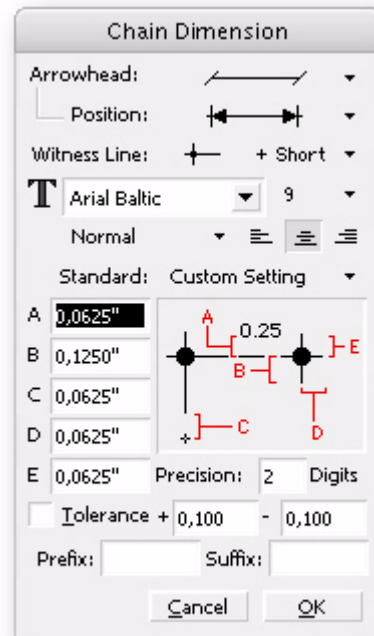 Chain Dimension
Arrowhead:
Position:
Witness Line: + Short
T Arial Baltic 9
Normal
Standard: Custom Setting
A 0,0625"
B 0,1250"
C 0,0625"
D 0,0625"
E 0,0625"
A
0.25
E
B
C
D
Precision: 2 Digits
Tolerance + 0,100 - 0,100
Prefix: Suffix:
Cancel OK